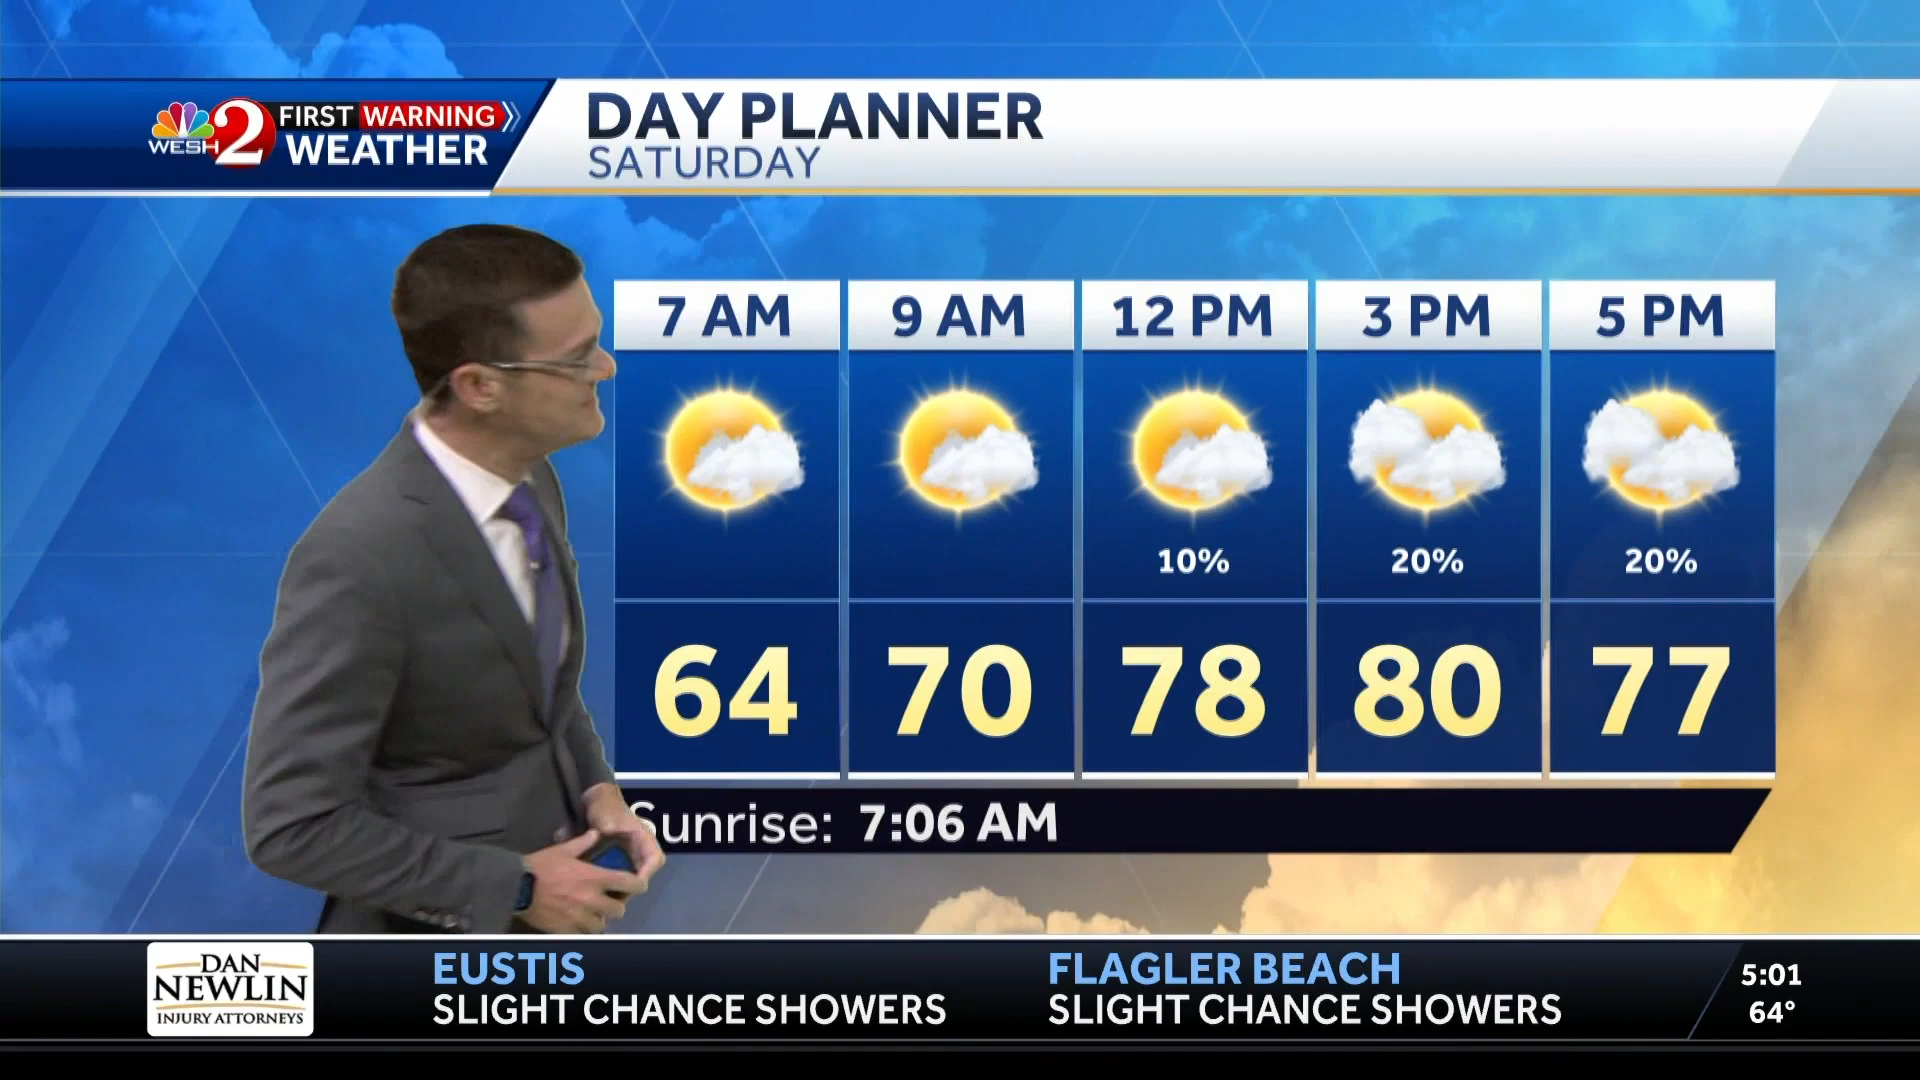 WESH 2 FIRST WARNING
WEATHER
DAY PLANNER
SATURDAY
7 AM 9 AM 12 PM 3 PM 5 PM
10% 20% 20%
64 70 78 80 77
Sunrise: 7:06 AM
DAN
NEWLIN
INJURY ATTORNEYS
EUSTIS
SLIGHT CHANCE SHOWERS
FLAGLER BEACH
SLIGHT CHANCE SHOWERS
5:01
64°